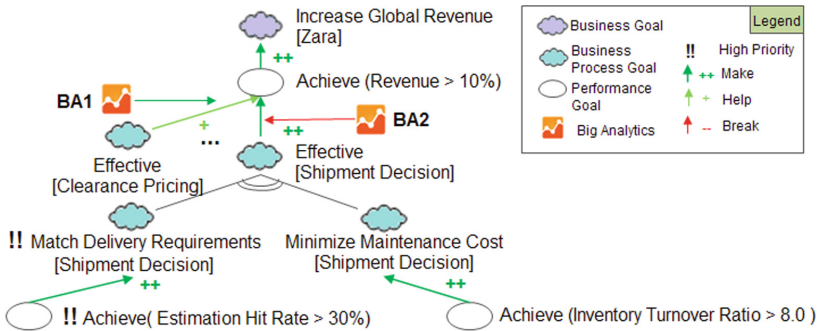 Increase Global Revenue
[Zara]
++
Achieve (Revenue > 10%)
BA1
+
...
++
BA2
Effective
[Clearance Pricing]
Effective
[Shipment Decision]
!! Match Delivery Requirements
[Shipment Decision]
Minimize Maintenance Cost
[Shipment Decision]
++
++
!! Achieve( Estimation Hit Rate > 30%)
Achieve (Inventory Turnover Ratio > 8.0 )
Legend
Business Goal
Business
Process Goal
Performance
Goal
Big Analytics
!! High Priority
++ Make
+ Help
-- Break